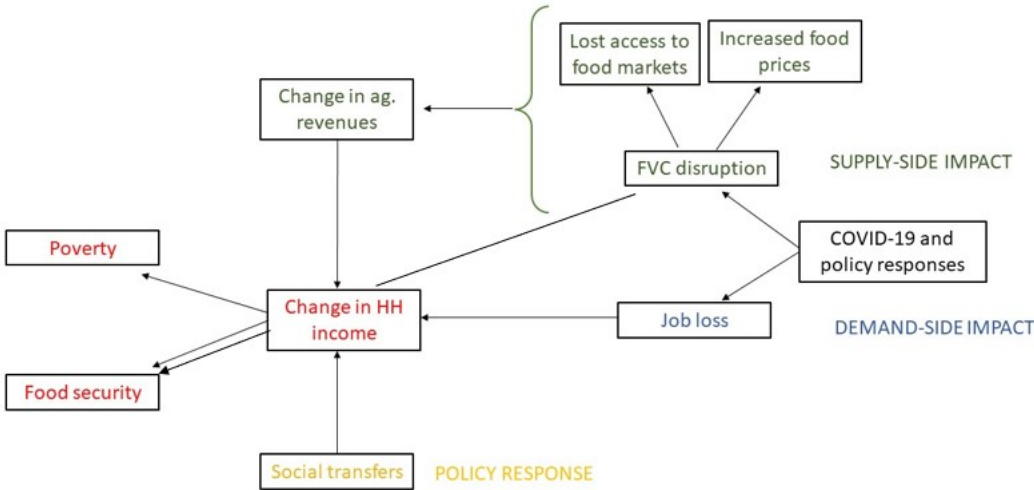 Lost access to
food markets
Increased food
prices
Change in ag.
revenues
FVC disruption
SUPPLY-SIDE IMPACT
Poverty
COVID-19 and
policy responses
Change in HH
income
Job loss
DEMAND-SIDE IMPACT
Food security
Social transfers
POLICY RESPONSE